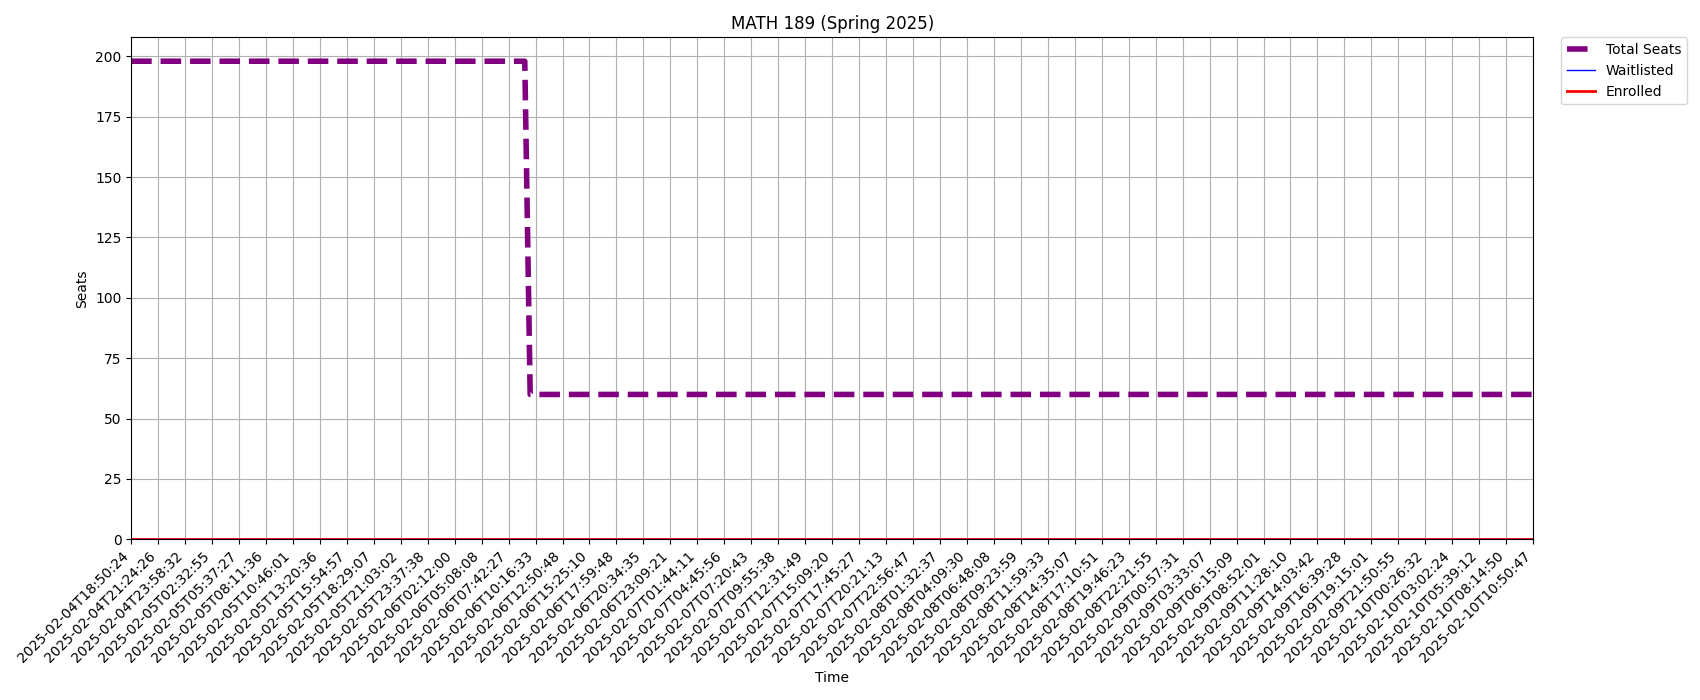 MATH 189 (Spring 2025)
Total Seats
Waitlisted
Enrolled
Seats
200
175
150
125
100
75
50
25
0
2025-02-04T18:50:24
2025-02-04T21:24:26
2025-02-04T23:58:32
2025-02-05T02:32:55
2025-02-05T05:37:27
2025-02-05T08:11:36
2025-02-05T10:46:01
2025-02-05T13:20:36
2025-02-05T15:54:57
2025-02-05T18:29:07
2025-02-05T21:03:02
2025-02-05T23:37:38
2025-02-06T02:12:00
2025-02-06T05:08:08
2025-02-06T07:42:27
2025-02-06T10:16:33
2025-02-06T12:50:48
2025-02-06T15:25:10
2025-02-06T17:59:48
2025-02-06T20:34:35
2025-02-06T23:09:21
2025-02-07T01:44:11
2025-02-07T04:45:56
2025-02-07T07:20:43
2025-02-07T09:55:38
2025-02-07T12:31:49
2025-02-07T15:09:20
2025-02-07T17:45:27
2025-02-07T20:21:13
2025-02-07T22:56:47
2025-02-08T01:32:37
2025-02-08T04:09:30
2025-02-08T06:48:08
2025-02-08T09:23:59
2025-02-08T11:59:33
2025-02-08T14:35:07
2025-02-08T17:10:51
2025-02-08T19:46:23
2025-02-08T22:21:55
2025-02-09T00:57:31
2025-02-09T03:33:07
2025-02-09T06:15:09
2025-02-09T08:52:01
2025-02-09T11:28:10
2025-02-09T14:03:42
2025-02-09T16:39:28
2025-02-09T19:15:01
2025-02-09T21:50:55
2025-02-10T00:26:32
2025-02-10T03:02:24
2025-02-10T05:39:12
2025-02-10T08:14:50
2025-02-10T10:50:47
Time